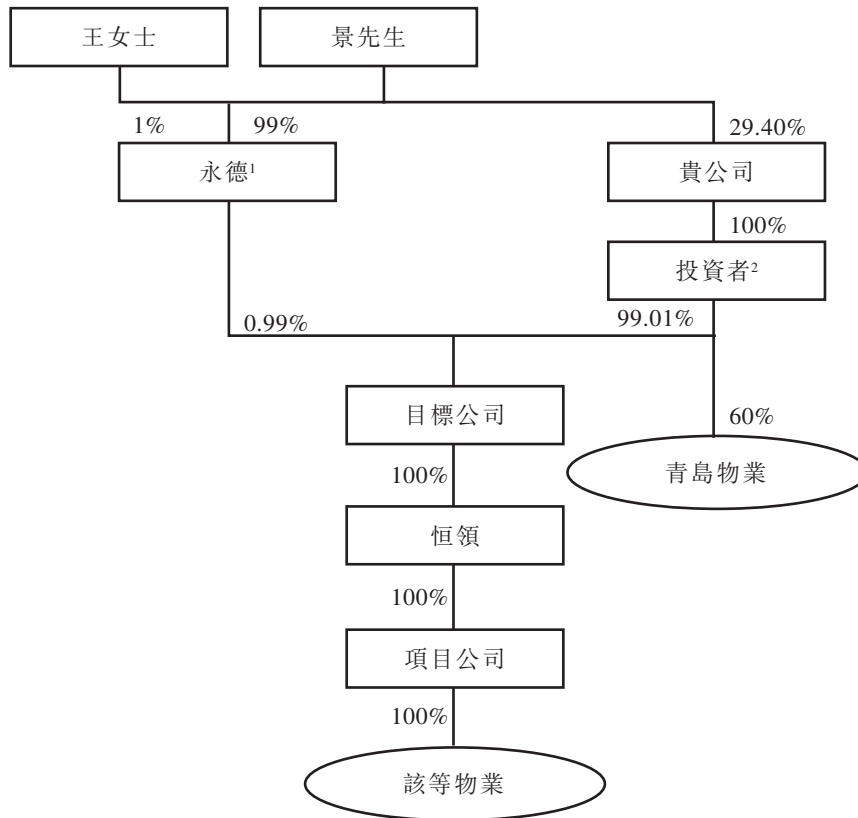 王女士
景先生
1%
99%
29.40%
永德¹
貴公司
100%
投資者²
0.99%
99.01%
目標公司
60%
青島物業
100%
恒領
100%
項目公司
100%
該等物業